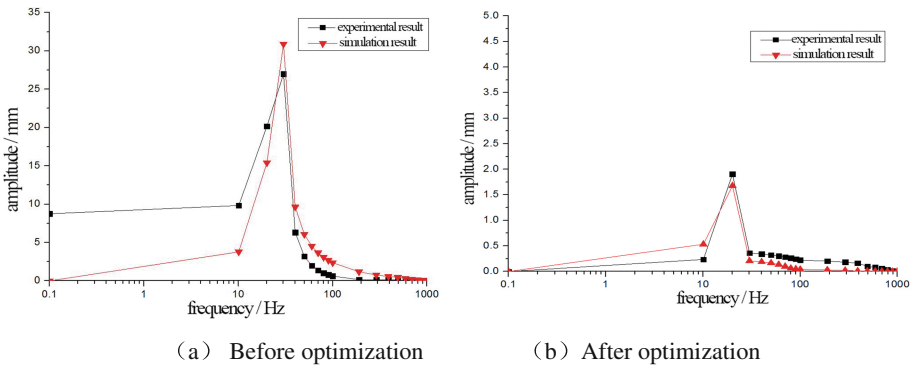 35
30
25
20
15
10
5
0
amplitude / mm
experimental result
simulation result
0.1
1
10
100
1000
frequency / Hz
(a) Before optimization
5.0
4.5
4.0
3.5
3.0
2.5
2.0
1.5
1.0
0.5
0.0
amplitude / mm
experimental result
simulation result
0.1
1
10
100
1000
frequency / Hz
(b) After optimization